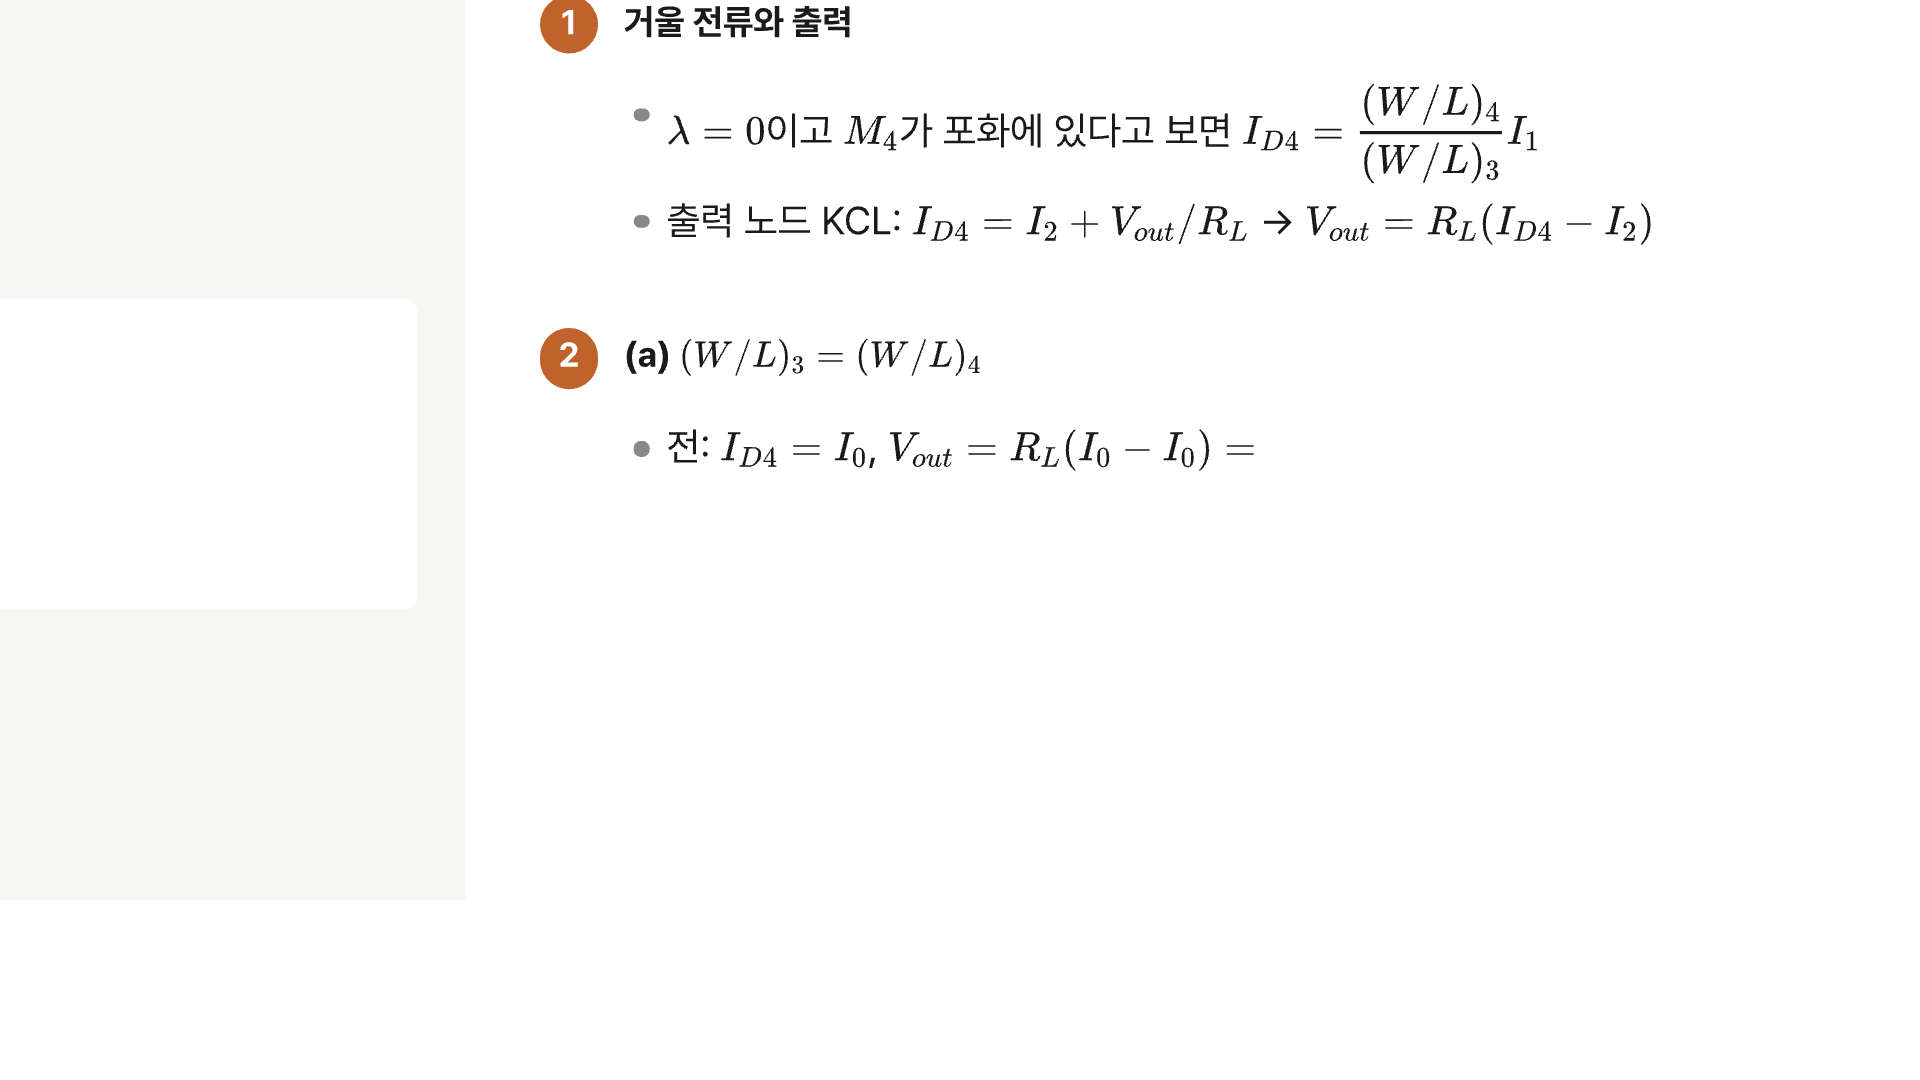 1 거울 전류와 출력
• λ = 0이고 M₄가 포화에 있다고 보면 I_{D4} = \frac{(W/L)_4}{(W/L)_3} I_1
• 출력 노드 KCL: I_{D4} = I_2 + V_{out}/R_L → V_{out} = R_L(I_{D4} − I_2)
2 (a) (W/L)_3 = (W/L)_4
• 전: I_{D4} = I_0, V_{out} = R_L(I_0 − I_0) =